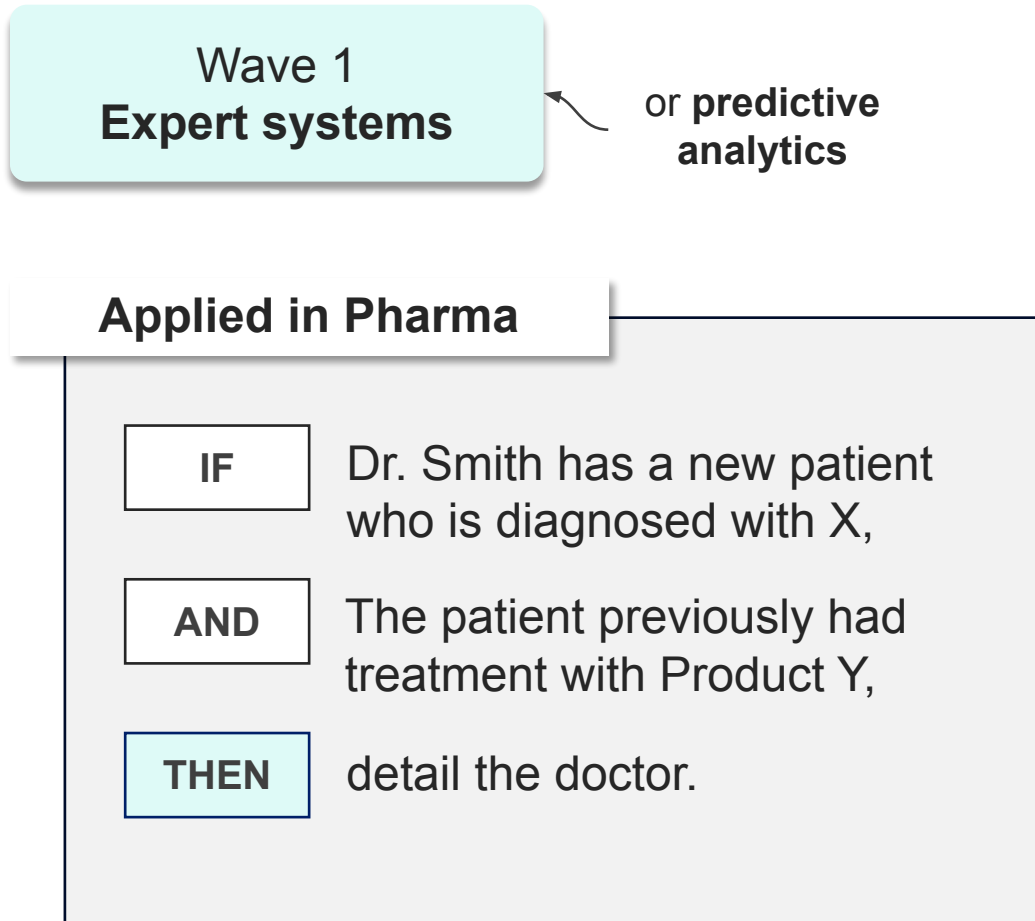 Wave 1
Expert systems
or predictive
analytics
Applied in Pharma
IF
Dr. Smith has a new patient
who is diagnosed with X,
AND
The patient previously had
treatment with Product Y,
THEN
detail the doctor.